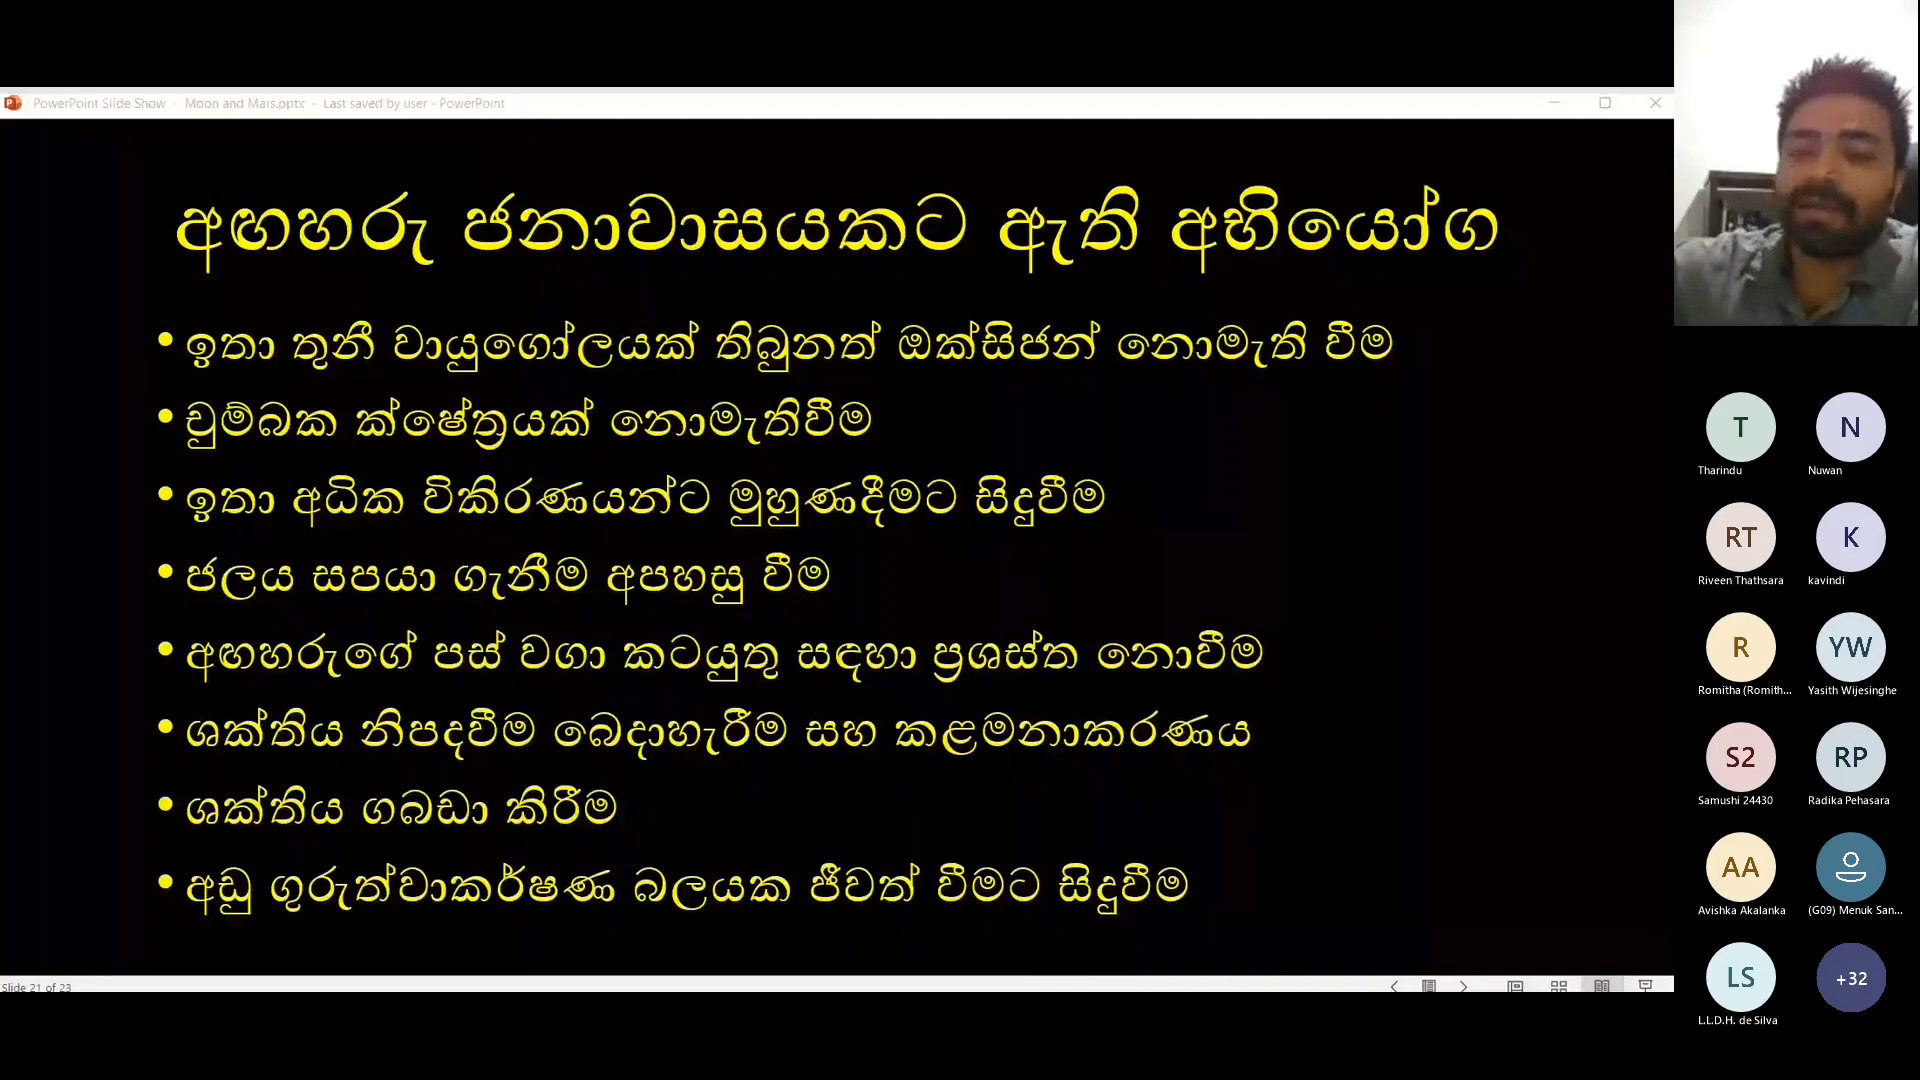 PowerPoint Slide Show - Moon and Mars.pptx - Last saved by user - PowerPoint
අඟහරු ජනාවාසයකට ඇති අභියෝග
• ඉතා තුනී වායුගෝලයක් තිබුනත් ඔක්සිජන් නොමැති වීම
• චුම්බක ක්ෂේත්‍රයක් නොමැතිවීම
• ඉතා අධික විකිරණයන්ට මුහුණදීමට සිදුවීම
• ජලය සපයා ගැනීම අපහසු වීම
• අඟහරුගේ පස් වගා කටයුතු සඳහා ප්‍රශස්ත නොවීම
• ශක්තිය නිපදවීම බෙදාහැරීම සහ කළමනාකරණය
• ශක්තිය ගබඩා කිරීම
• අඩු ගුරුත්වාකර්ෂණ බලයක ජීවත් වීමට සිදුවීම
Slide 21 of 23
T N
Tharindu Nuwan
RT K
Riveen Thathsara kavindi
R YW
Romitha (Romith... Yasith Wijesinghe
S2 RP
Samushi 24430 Radika Pehasara
AA
Avishka Akalanka (G09) Menuk San...
LS +32
L.L.D.H. de Silva